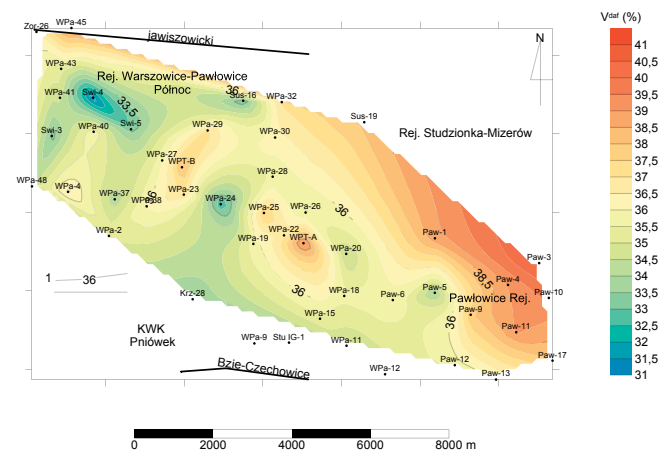 V^daf (%)
WPa-45
Zor-26
jawiszowicki
N
WPa-43
Rej. Warszowice-Pawłowice
Północ
36
WPa-41
Swi-4
33,5
Sus-16
WPa-32
Sus-19
Rej. Studzionka-Mizerów
Swi-3
WPa-40
Swi-5
WPa-29
WPa-30
WPa-27
WPT-B
WPa-28
WPa-48
WPa-4
WPa-37
WPa-38
36
WPa-23
WPa-24
WPa-25
WPa-26
36
WPa-2
WPa-19
WPa-22
WPT-A
WPa-20
Paw-1
Paw-3
1
36
Krz-28
36
WPa-18
Paw-6
Paw-5
38,5
Paw-4
Paw-10
Pawłowice Rej.
Paw-9
WPa-15
36
Paw-11
KWK
Pniówek
WPa-9
Stu IG-1
WPa-11
Paw-12
Paw-17
Bzie-Czechowice
WPa-12
Paw-13
41
40,5
40
39,5
39
38,5
38
37,5
37
36,5
36
35,5
35
34,5
34
33,5
33
32,5
32
31,5
31
0
2000
4000
6000
8000 m